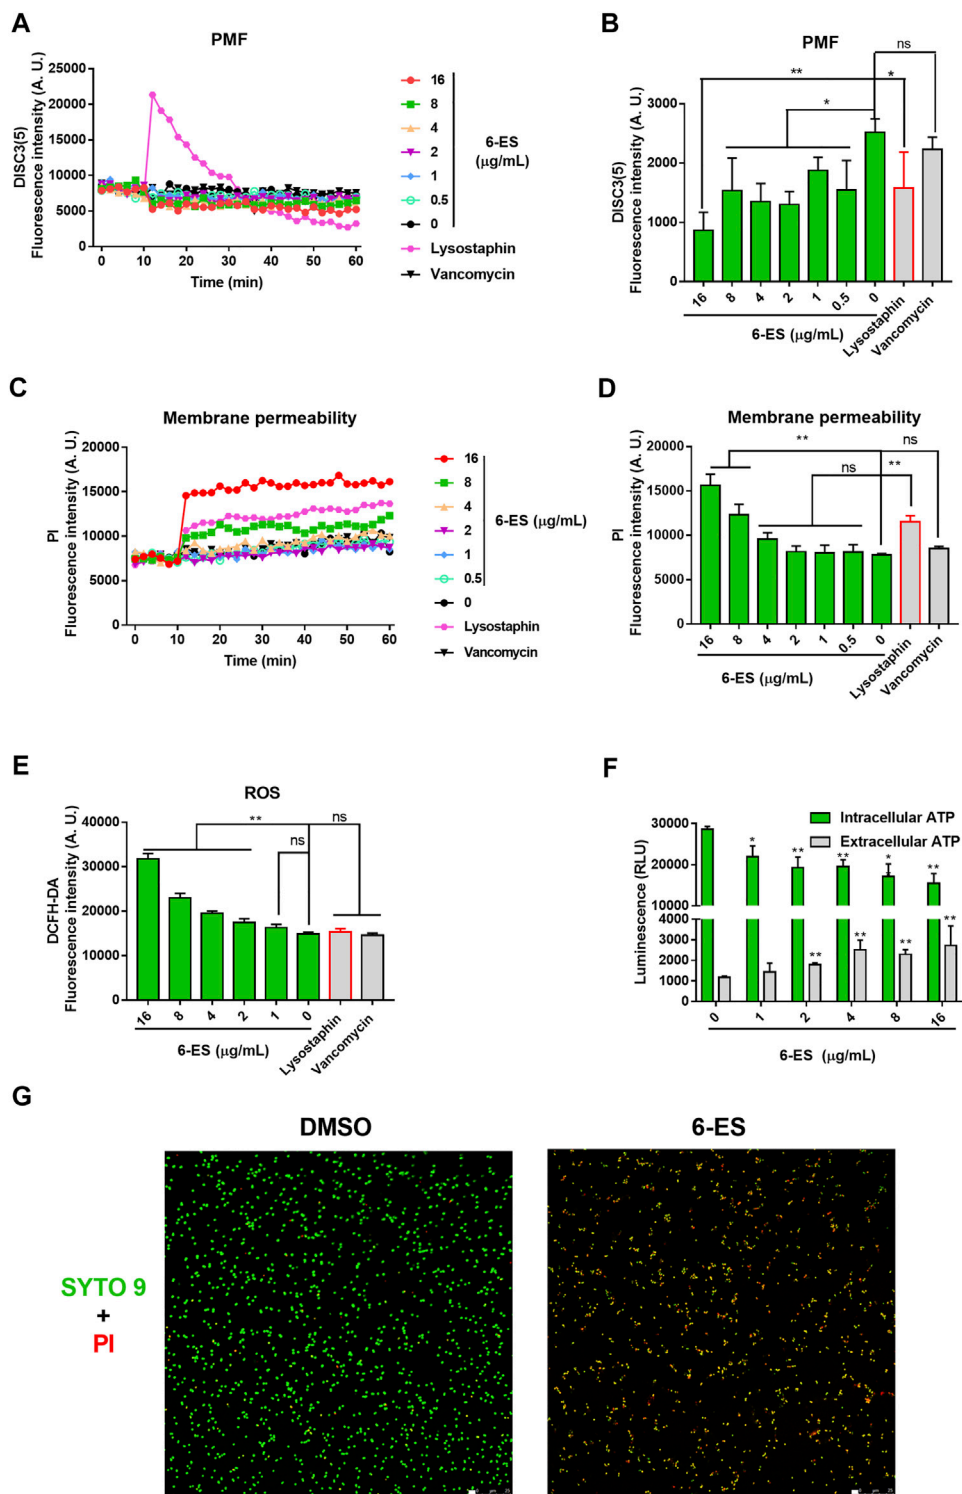 A
PMF
DISC3(5)
Fluorescence intensity (A. U.)
25000
20000
15000
10000
5000
0
0 10 20 30 40 50 60
Time (min)
16
8
4
2
1
0.5
0
6-ES
(µg/mL)
Lysostaphin
Vancomycin
B
PMF
DISC3(5)
Fluorescence intensity (A. U.)
3000
2000
1000
0
** * * ns
16 8 4 2 1 0.5 0
6-ES (µg/mL)
Lysostaphin
Vancomycin
C
Membrane permeability
PI
Fluorescence intensity (A. U.)
20000
15000
10000
5000
0
0 10 20 30 40 50 60
Time (min)
16
8
4
2
1
0.5
0
6-ES (µg/mL)
Lysostaphin
Vancomycin
D
Membrane permeability
PI
Fluorescence intensity (A. U.)
20000
15000
10000
5000
0
** ns ns **
16 8 4 2 1 0.5 0
6-ES (µg/mL)
Lysostaphin
Vancomycin
E
ROS
DCFH-DA
Fluorescence intensity (A. U.)
40000
30000
20000
10000
0
** ns ns
16 8 4 2 1 0
6-ES (µg/mL)
Lysostaphin
Vancomycin
F
Intracellular ATP
Extracellular ATP
Luminescence (RLU)
30000
20000
10000
4000
3000
2000
1000
0
* ** ** * **
** ** ** **
0 1 2 4 8 16
6-ES (µg/mL)
G
DMSO
6-ES
SYTO 9
+
PI